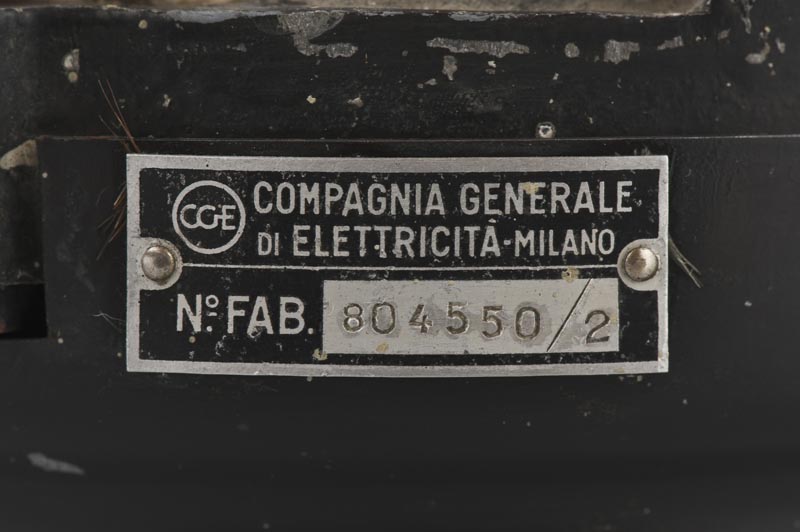 CGE COMPAGNIA GENERALE
DI ELETTRICITÀ-MILANO
Nº. FAB. 804550/2